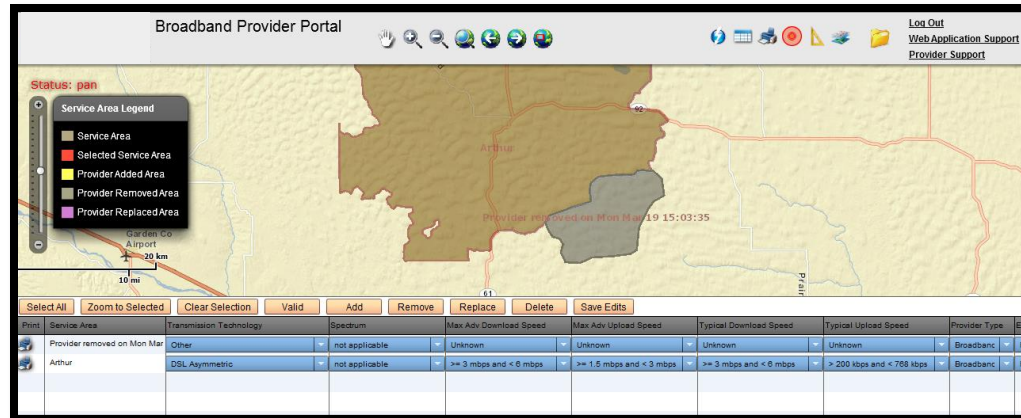 Broadband Provider Portal
Log Out
Web Application Support
Provider Support
Status: pan
Service Area Legend
Service Area
Selected Service Area
Provider Added Area
Provider Removed Area
Provider Replaced Area
92
Arthur
Provider removed on Mon Mar 19 15:03:35
Garden Co
Airport
20 km
10 mi
61
Prair
Select All Zoom to Selected Clear Selection Valid Add Remove Replace Delete Save Edits
Print Service Area Transmission Technology Spectrum Max Adv Download Speed Max Adv Upload Speed Typical Download Speed Typical Upload Speed Provider Type E
Provider removed on Mon Mar Other not applicable Unknown Unknown Unknown Unknown Broadband
Arthur DSL Asymmetric not applicable >= 3 mbps and < 6 mbps >= 1.5 mbps and < 3 mbps >= 3 mbps and < 6 mbps > 200 kbps and < 768 kbps Broadband